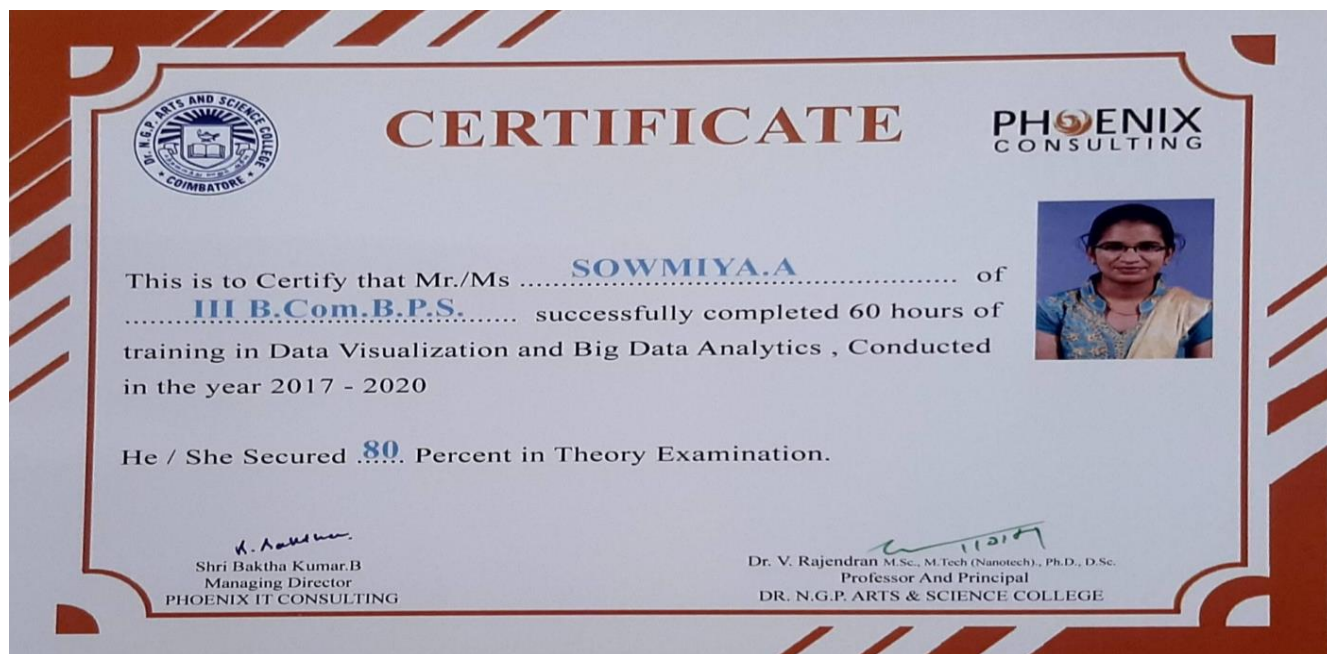 Dr. N.G.P. ARTS AND SCIENCE COLLEGE
* COIMBATORE *
CERTIFICATE
PHOENIX
CONSULTING
This is to Certify that Mr./Ms ......SOWMIYA.A...................... of
.........III B.Com.B.P.S........ successfully completed 60 hours of
training in Data Visualization and Big Data Analytics , Conducted
in the year 2017 - 2020
He / She Secured .80. Percent in Theory Examination.
Shri Baktha Kumar.B
Managing Director
PHOENIX IT CONSULTING
Dr. V. Rajendran M.Sc., M.Tech (Nanotech)., Ph.D., D.Sc.
Professor And Principal
DR. N.G.P. ARTS & SCIENCE COLLEGE